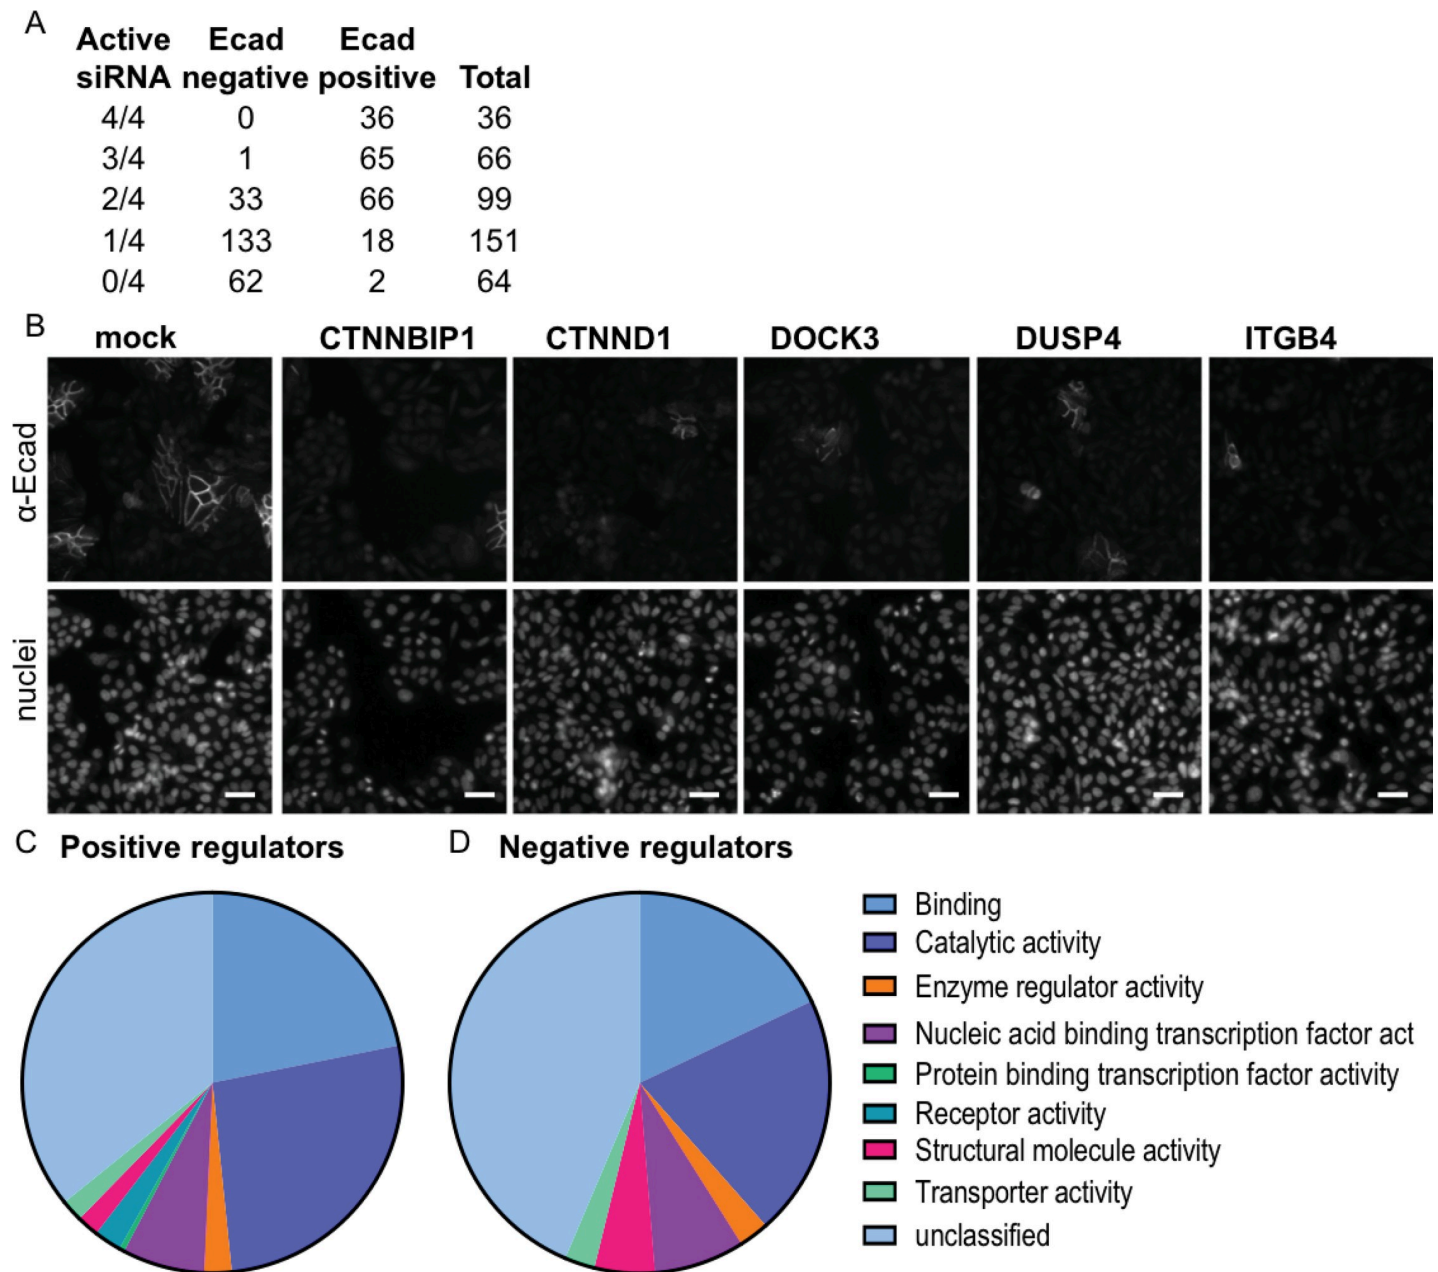 A
Active Ecad Ecad
siRNA negative positive Total
4/4 0 36 36
3/4 1 65 66
2/4 33 66 99
1/4 133 18 151
0/4 62 2 64
B
mock CTNNBIP1 CTNND1 DOCK3 DUSP4 ITGB4
α-Ecad
nuclei
C Positive regulators
D Negative regulators
Binding
Catalytic activity
Enzyme regulator activity
Nucleic acid binding transcription factor act
Protein binding transcription factor activity
Receptor activity
Structural molecule activity
Transporter activity
unclassified